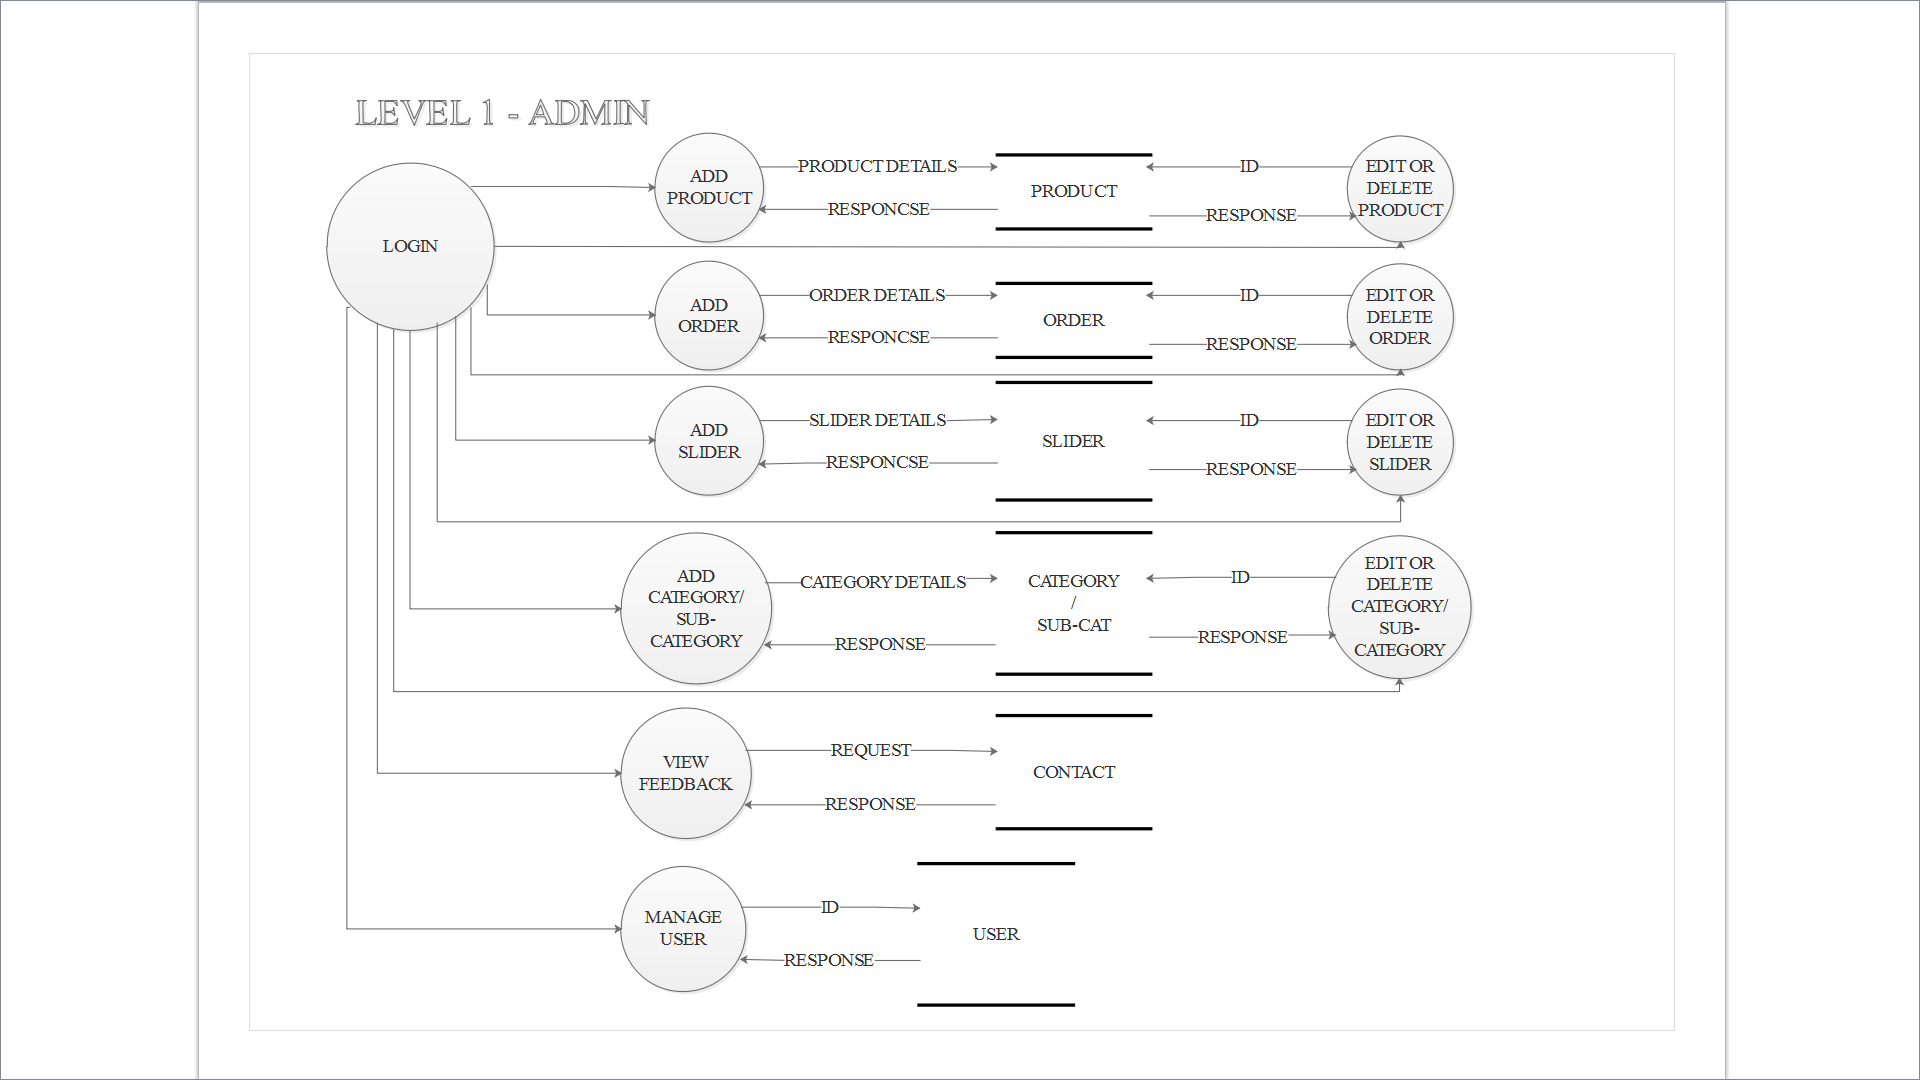 LEVEL 1 - ADMIN
LOGIN
ADD
PRODUCT
PRODUCT DETAILS
RESPONCSE
PRODUCT
ID
RESPONSE
EDIT OR
DELETE
PRODUCT
ADD
ORDER
ORDER DETAILS
RESPONCSE
ORDER
ID
RESPONSE
EDIT OR
DELETE
ORDER
ADD
SLIDER
SLIDER DETAILS
RESPONCSE
SLIDER
ID
RESPONSE
EDIT OR
DELETE
SLIDER
ADD
CATEGORY/
SUB-
CATEGORY
CATEGORY DETAILS
RESPONSE
CATEGORY
/
SUB-CAT
ID
RESPONSE
EDIT OR
DELETE
CATEGORY/
SUB-
CATEGORY
VIEW
FEEDBACK
REQUEST
RESPONSE
CONTACT
MANAGE
USER
ID
RESPONSE
USER